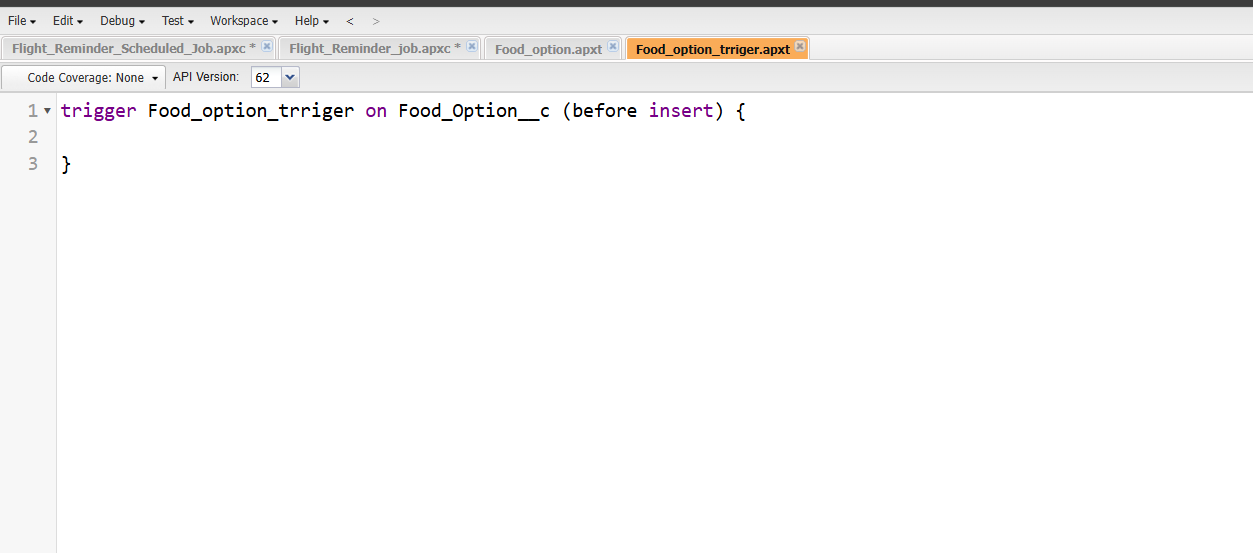 File Edit Debug Test Workspace Help < >
Flight_Reminder_Scheduled_Job.apxc * Flight_Reminder_job.apxc * Food_option.apxt Food_option_trriger.apxt
Code Coverage: None API Version: 62
1 trigger Food_option_trriger on Food_Option__c (before insert) {
2
3 }